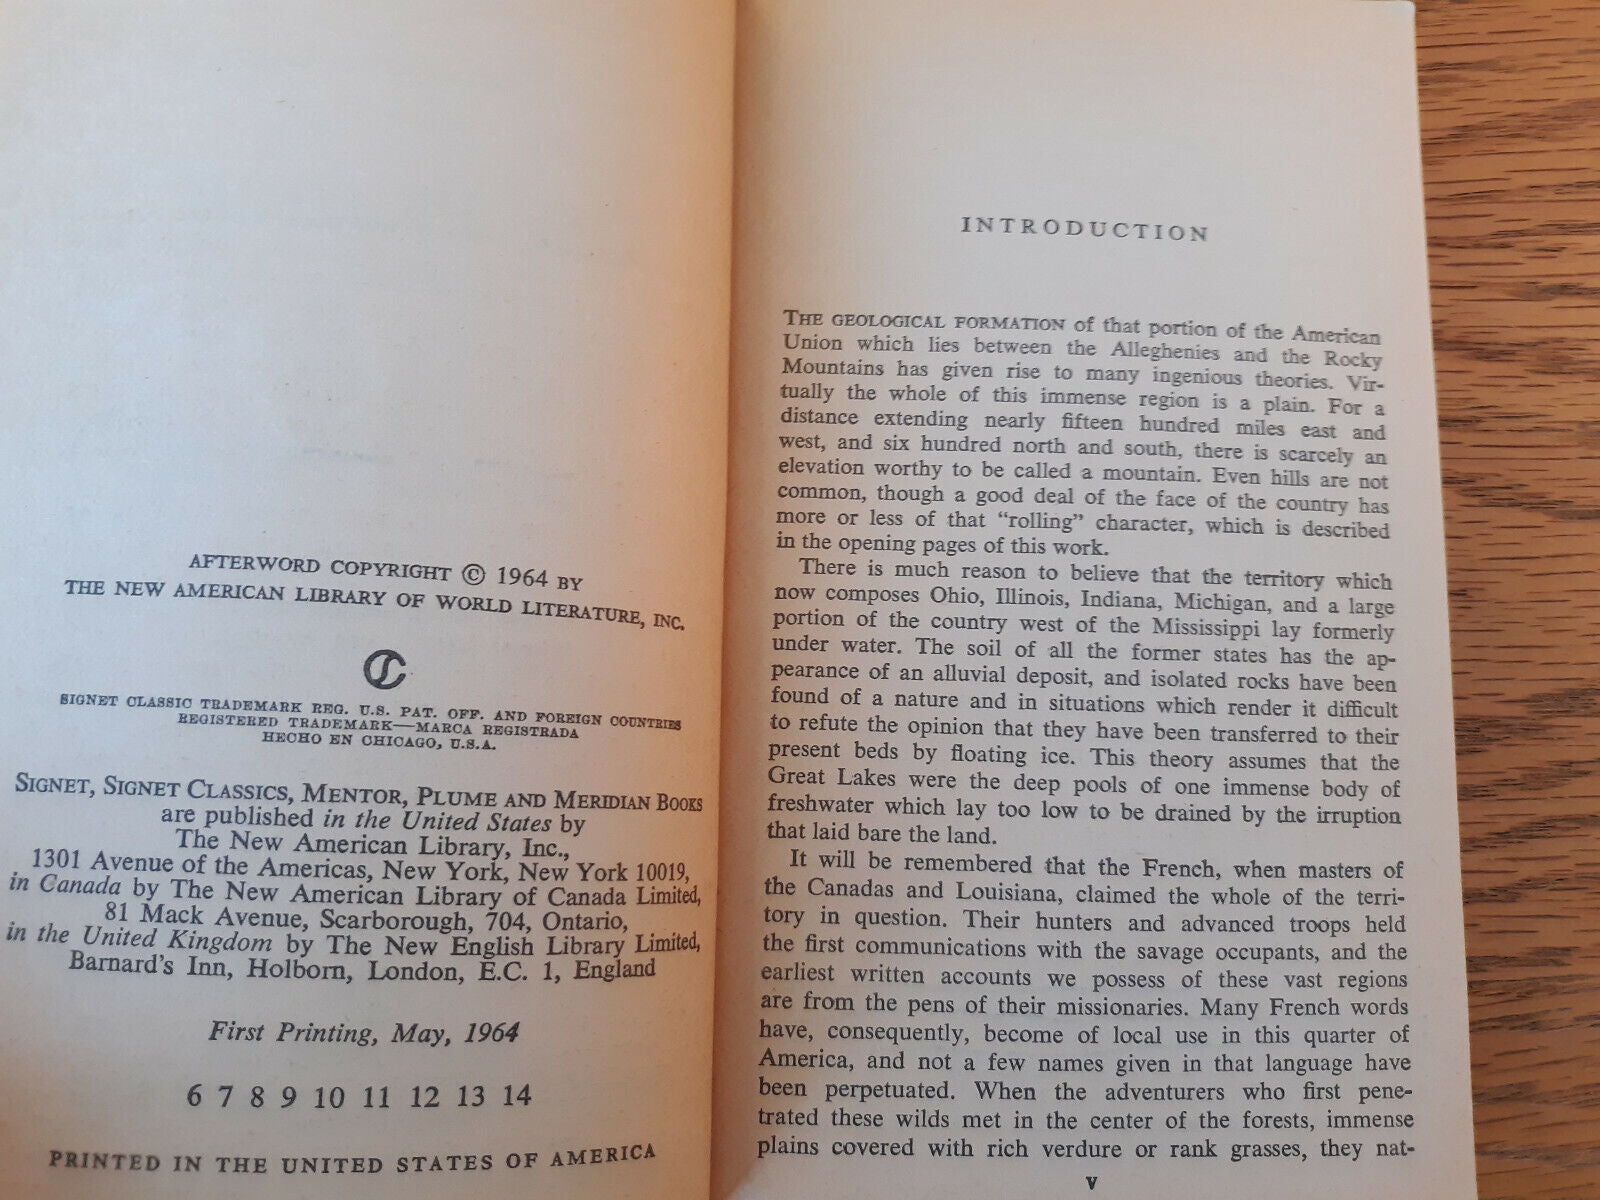 AFTERWORD COPYRIGHT © 1964 BY
THE NEW AMERICAN LIBRARY OF WORLD LITERATURE, INC.
SIGNET CLASSIC TRADEMARK REG. U.S. PAT. OFF. AND FOREIGN COUNTRIES
REGISTERED TRADEMARK—MARCA REGISTRADA
HECHO EN CHICAGO, U.S.A.
SIGNET, SIGNET CLASSICS, MENTOR, PLUME AND MERIDIAN BOOKS
are published in the United States by
The New American Library, Inc.,
1301 Avenue of the Americas, New York, New York 10019,
in Canada by The New American Library of Canada Limited,
81 Mack Avenue, Scarborough, 704, Ontario,
in the United Kingdom by The New English Library Limited,
Barnard's Inn, Holborn, London, E.C. 1, England
First Printing, May, 1964
6 7 8 9 10 11 12 13 14
PRINTED IN THE UNITED STATES OF AMERICA
INTRODUCTION
THE GEOLOGICAL FORMATION of that portion of the American
Union which lies between the Alleghenies and the Rocky
Mountains has given rise to many ingenious theories. Vir-
tually the whole of this immense region is a plain. For a
distance extending nearly fifteen hundred miles east and
west, and six hundred north and south, there is scarcely an
elevation worthy to be called a mountain. Even hills are not
common, though a good deal of the face of the country has
more or less of that “rolling” character, which is described
in the opening pages of this work.
There is much reason to believe that the territory which
now composes Ohio, Illinois, Indiana, Michigan, and a large
portion of the country west of the Mississippi lay formerly
under water. The soil of all the former states has the ap-
pearance of an alluvial deposit, and isolated rocks have been
found of a nature and in situations which render it difficult
to refute the opinion that they have been transferred to their
present beds by floating ice. This theory assumes that the
Great Lakes were the deep pools of one immense body of
freshwater which lay too low to be drained by the irruption
that laid bare the land.
It will be remembered that the French, when masters of
the Canadas and Louisiana, claimed the whole of the terri-
tory in question. Their hunters and advanced troops held
the first communications with the savage occupants, and the
earliest written accounts we possess of these vast regions
are from the pens of their missionaries. Many French words
have, consequently, become of local use in this quarter of
America, and not a few names given in that language have
been perpetuated. When the adventurers who first pene-
trated these wilds met in the center of the forests, immense
plains covered with rich verdure or rank grasses, they nat-
v